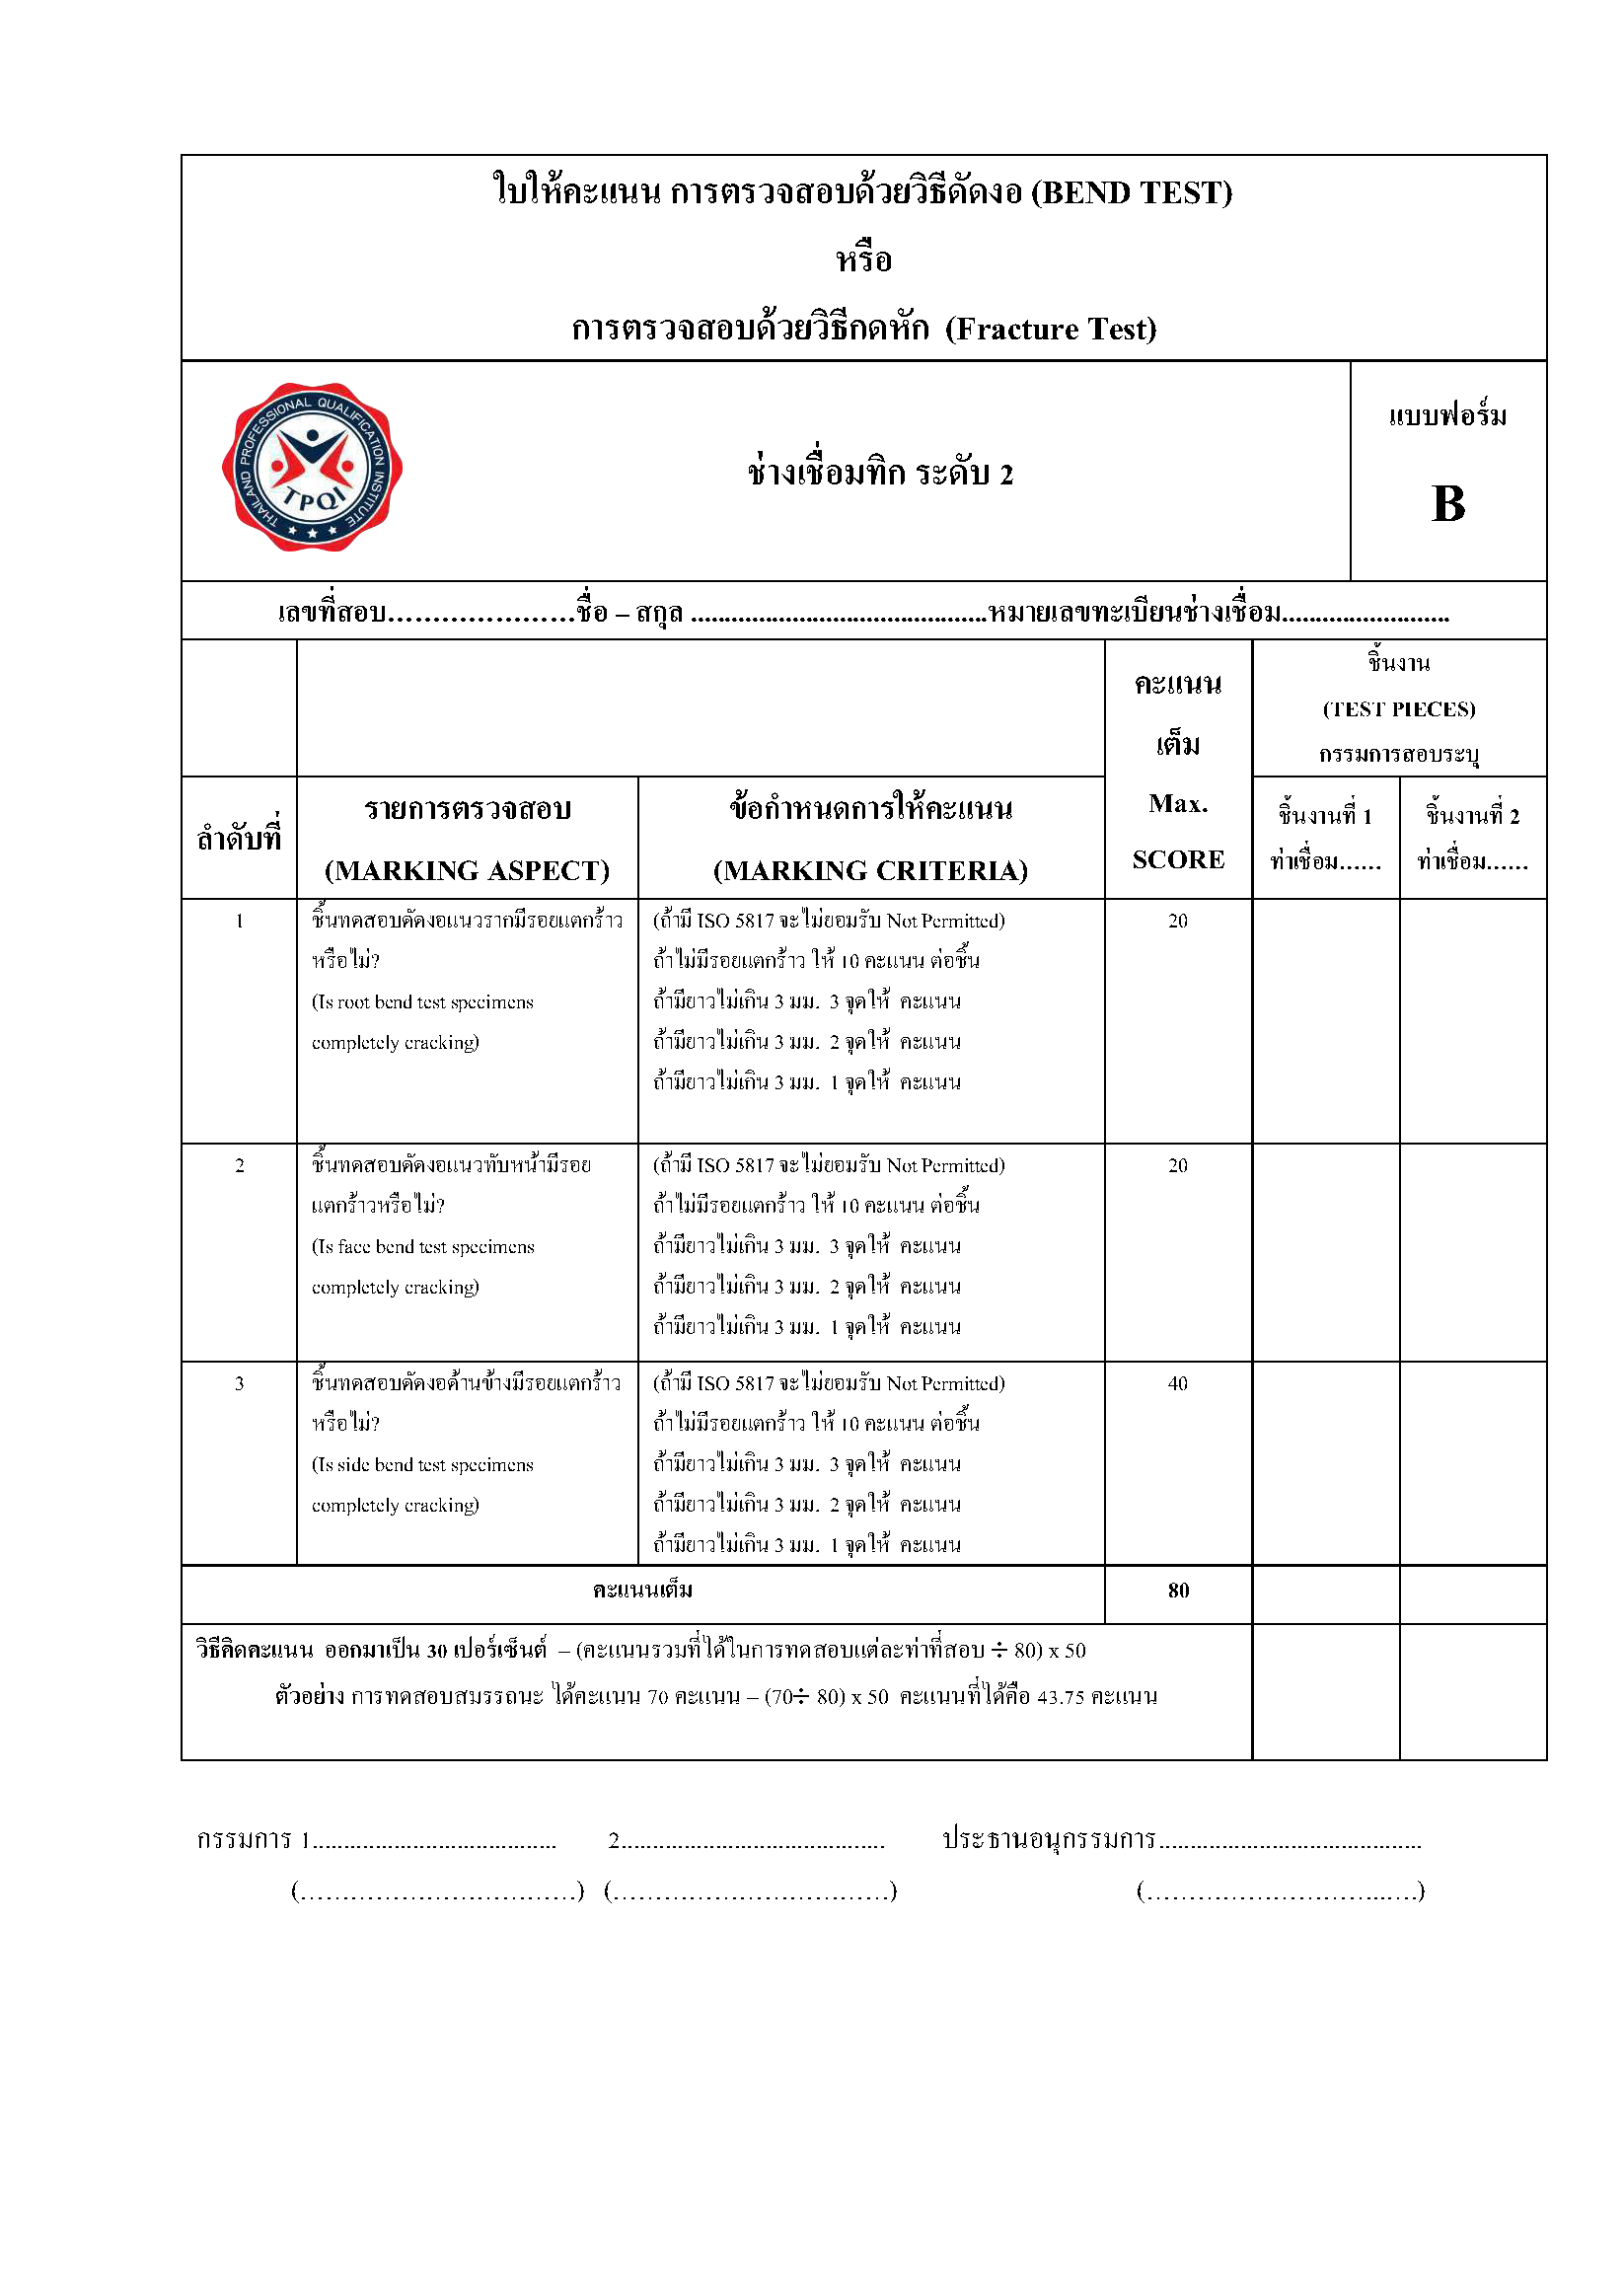 ใบให้คะแนน การตรวจสอบด้วยวิธีดัดงอ (BEND TEST)
หรือ
การตรวจสอบด้วยวิธีกดหัก (Fracture Test)
THAILAND PROFESSIONAL QUALIFICATION INSTITUTE
TPQI
ช่างเชื่อมทิก ระดับ 2
แบบฟอร์ม
B
เลขที่สอบ.....................ชื่อ – สกุล ............................................หมายเลขทะเบียนช่างเชื่อม.........................
คะแนน
เต็ม
Max.
SCORE
ชิ้นงาน
(TEST PIECES)
กรรมการสอบระบุ
ลำดับที่
รายการตรวจสอบ
(MARKING ASPECT)
ข้อกำหนดการให้คะแนน
(MARKING CRITERIA)
ชิ้นงานที่ 1
ท่าเชื่อม......
ชิ้นงานที่ 2
ท่าเชื่อม......
1
ชิ้นทดสอบดัดงอแนวรากมีรอยแตกร้าว
หรือไม่?
(Is root bend test specimens
completely cracking)
(ถ้ามี ISO 5817 จะไม่ยอมรับ Not Permitted)
ถ้าไม่มีรอยแตกร้าว ให้ 10 คะแนน ต่อชิ้น
ถ้ามียาวไม่เกิน 3 มม. 3 จุดให้ คะแนน
ถ้ามียาวไม่เกิน 3 มม. 2 จุดให้ คะแนน
ถ้ามียาวไม่เกิน 3 มม. 1 จุดให้ คะแนน
20
2
ชิ้นทดสอบดัดงอแนวทับหน้ามีรอย
แตกร้าวหรือไม่?
(Is face bend test specimens
completely cracking)
(ถ้ามี ISO 5817 จะไม่ยอมรับ Not Permitted)
ถ้าไม่มีรอยแตกร้าว ให้ 10 คะแนน ต่อชิ้น
ถ้ามียาวไม่เกิน 3 มม. 3 จุดให้ คะแนน
ถ้ามียาวไม่เกิน 3 มม. 2 จุดให้ คะแนน
ถ้ามียาวไม่เกิน 3 มม. 1 จุดให้ คะแนน
20
3
ชิ้นทดสอบดัดงอด้านข้างมีรอยแตกร้าว
หรือไม่?
(Is side bend test specimens
completely cracking)
(ถ้ามี ISO 5817 จะไม่ยอมรับ Not Permitted)
ถ้าไม่มีรอยแตกร้าว ให้ 10 คะแนน ต่อชิ้น
ถ้ามียาวไม่เกิน 3 มม. 3 จุดให้ คะแนน
ถ้ามียาวไม่เกิน 3 มม. 2 จุดให้ คะแนน
ถ้ามียาวไม่เกิน 3 มม. 1 จุดให้ คะแนน
40
คะแนนเต็ม
80
วิธีคิดคะแนน ออกมาเป็น 30 เปอร์เซ็นต์ – (คะแนนรวมที่ได้ในการทดสอบแต่ละท่าที่สอบ ÷ 80) x 50
ตัวอย่าง การทดสอบสมรรถนะ ได้คะแนน 70 คะแนน – (70÷ 80) x 50 คะแนนที่ได้คือ 43.75 คะแนน
กรรมการ 1................................... 2...................................... ประธานอนุกรรมการ......................................
(.................................) (.................................) (.................................)